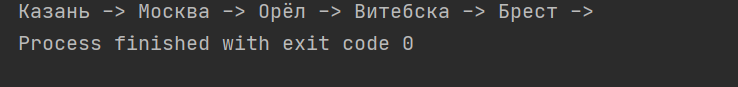 Казань -> Москва -> Орёл -> Витебска -> Брест ->
Process finished with exit code 0